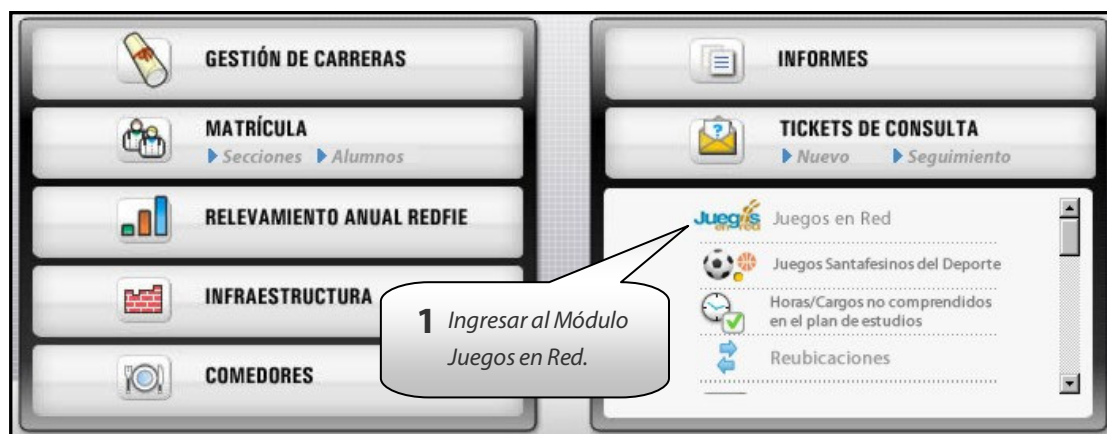 GESTIÓN DE CARRERAS
MATRÍCULA
Secciones Alumnos
RELEVAMIENTO ANUAL REDFIE
INFRAESTRUCTURA
COMEDORES
INFORMES
TICKETS DE CONSULTA
Nuevo Seguimiento
Juegos
en red
Juegos en Red
Juegos Santafesinos del Deporte
Horas/Cargos no comprendidos
en el plan de estudios
Reubicaciones
1 Ingresar al Módulo
Juegos en Red.